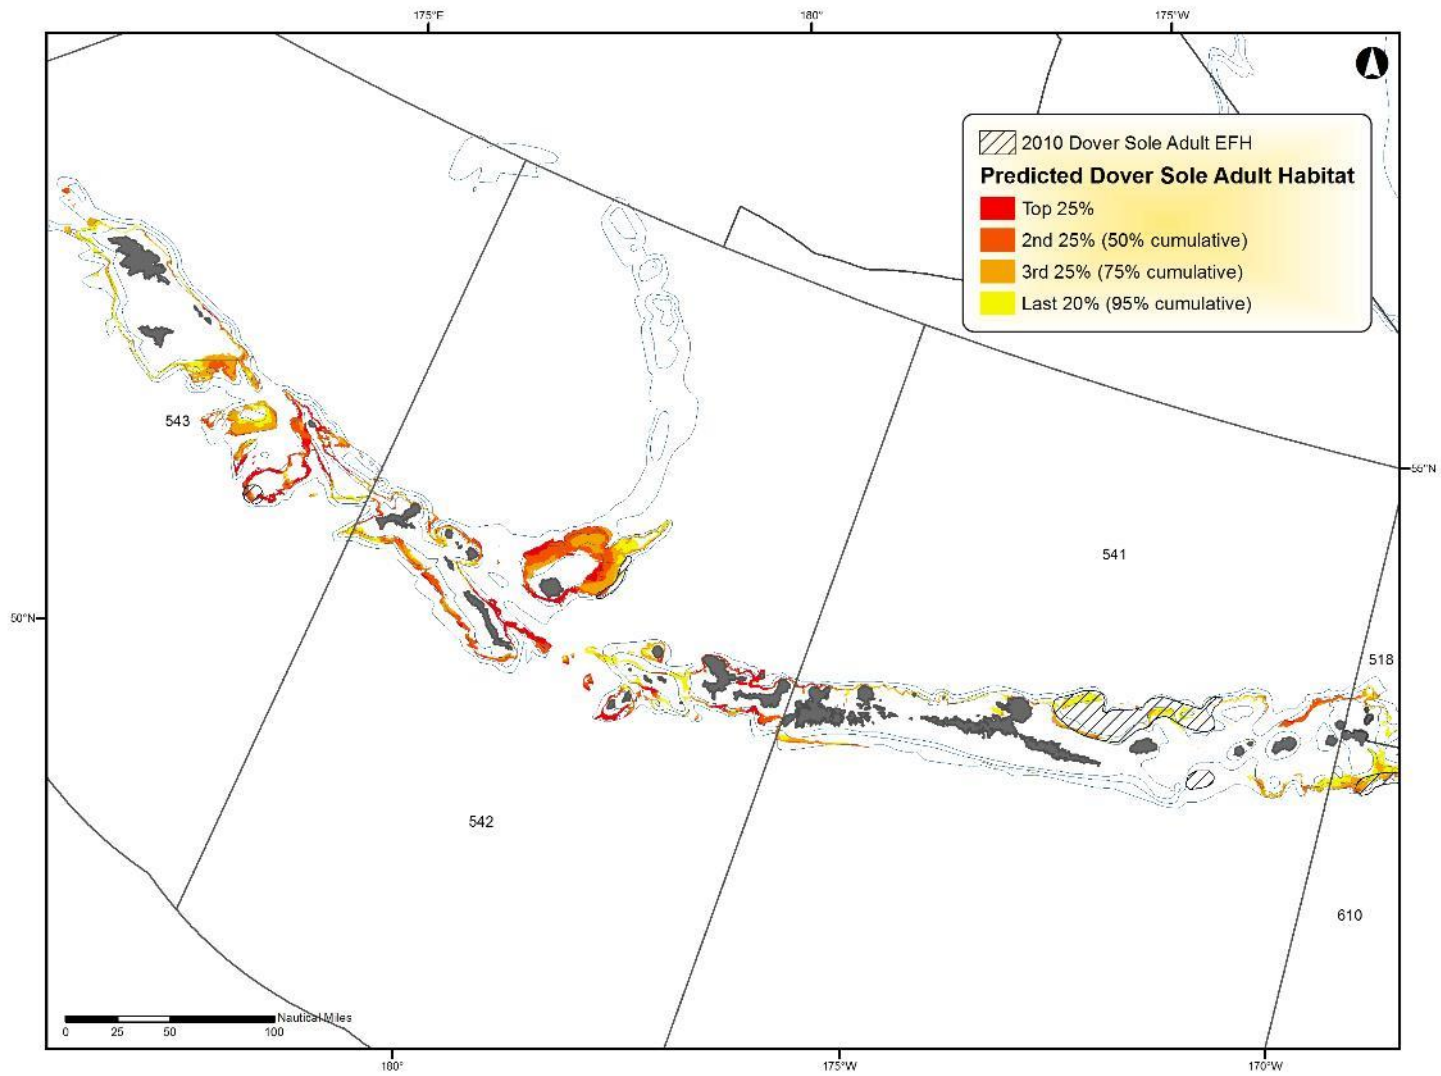 175°E
180°
175°W
2010 Dover Sole Adult EFH
Predicted Dover Sole Adult Habitat
Top 25%
2nd 25% (50% cumulative)
3rd 25% (75% cumulative)
Last 20% (95% cumulative)
543
55°N
541
50°N
518
542
610
Nautical Miles
0 25 50 100
180°
175°W
170°W